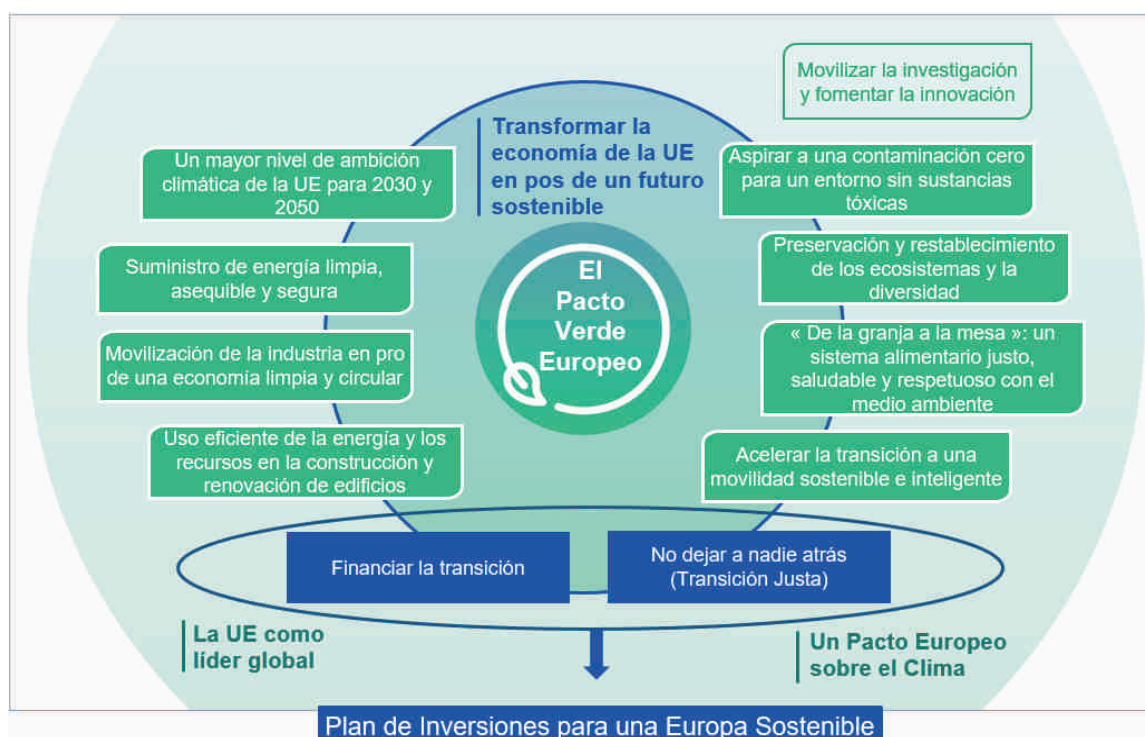 Movilizar la investigación
y fomentar la innovación
Transformar la
economía de la UE
en pos de un futuro
sostenible
Un mayor nivel de ambición
climática de la UE para 2030 y
2050
Aspirar a una contaminación cero
para un entorno sin sustancias
tóxicas
Suministro de energía limpia,
asequible y segura
Preservación y restablecimiento
de los ecosistemas y la
diversidad
El
Pacto
Verde
Europeo
Movilización de la industria en pro
de una economía limpia y circular
« De la granja a la mesa »: un
sistema alimentario justo,
saludable y respetuoso con el
medio ambiente
Uso eficiente de la energía y los
recursos en la construcción y
renovación de edificios
Acelerar la transición a una
movilidad sostenible e inteligente
Financiar la transición
No dejar a nadie atrás
(Transición Justa)
La UE como
líder global
Un Pacto Europeo
sobre el Clima
Plan de Inversiones para una Europa Sostenible